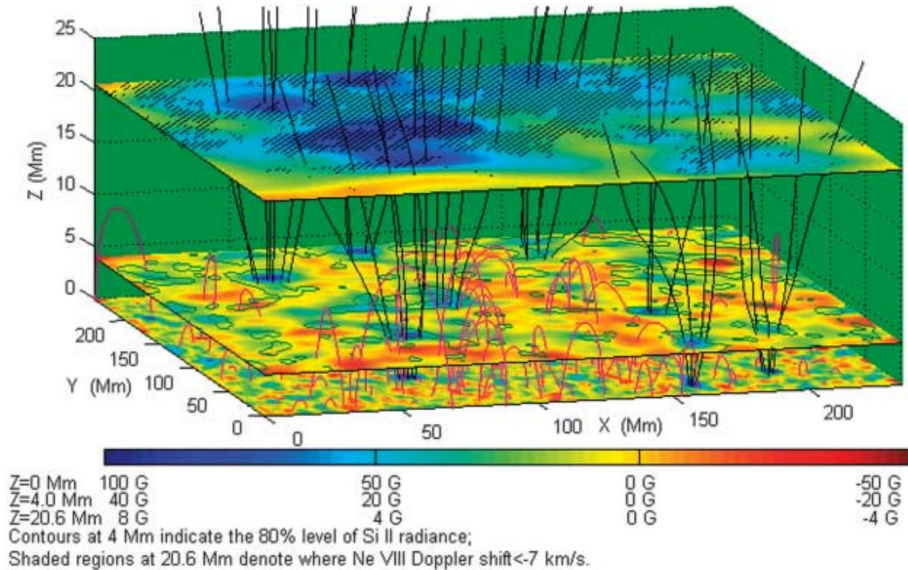 25
20
15
10
5
0
Z (Mm)
200
150
100
50
0
Y (Mm)
0
50
100
150
200
X (Mm)
Z=0 Mm 100 G 50 G 0 G -50 G
Z=4.0 Mm 40 G 20 G 0 G -20 G
Z=20.6 Mm 8 G 4 G 0 G -4 G
Contours at 4 Mm indicate the 80% level of Si II radiance;
Shaded regions at 20.6 Mm denote where Ne VIII Doppler shift<-7 km/s.